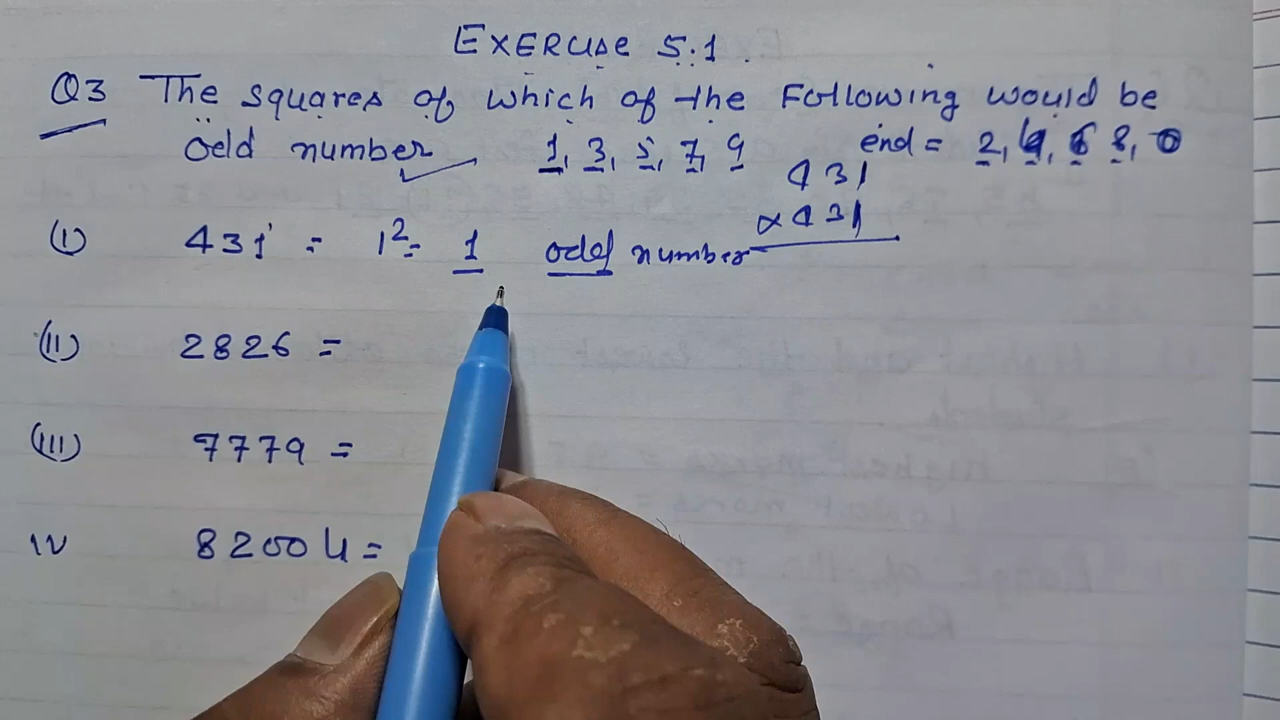 EXERCISE 5.1
Q3 The squares of which of the Following would be
odd number 1, 3, 5, 7, 9 end = 2, 4, 6 8, 0
431
×431
(i) 431 = 1²= 1 odd number
(ii) 2826 =
(iii) 7779 =
iv 82004=